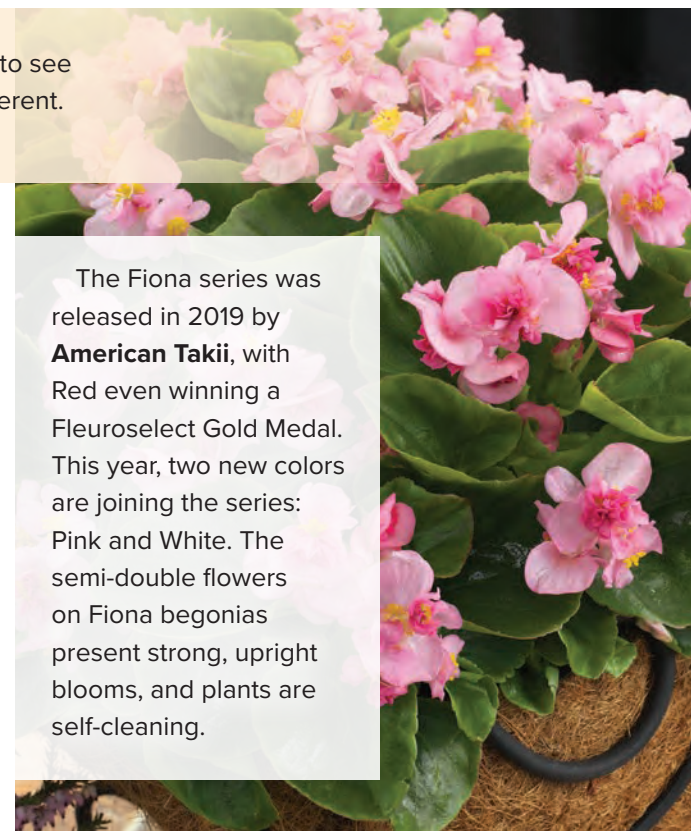 to see
erent.
The Fiona series was
released in 2019 by
American Takii, with
Red even winning a
Fleuroselect Gold Medal.
This year, two new colors
are joining the series:
Pink and White. The
semi-double flowers
on Fiona begonias
present strong, upright
blooms, and plants are
self-cleaning.